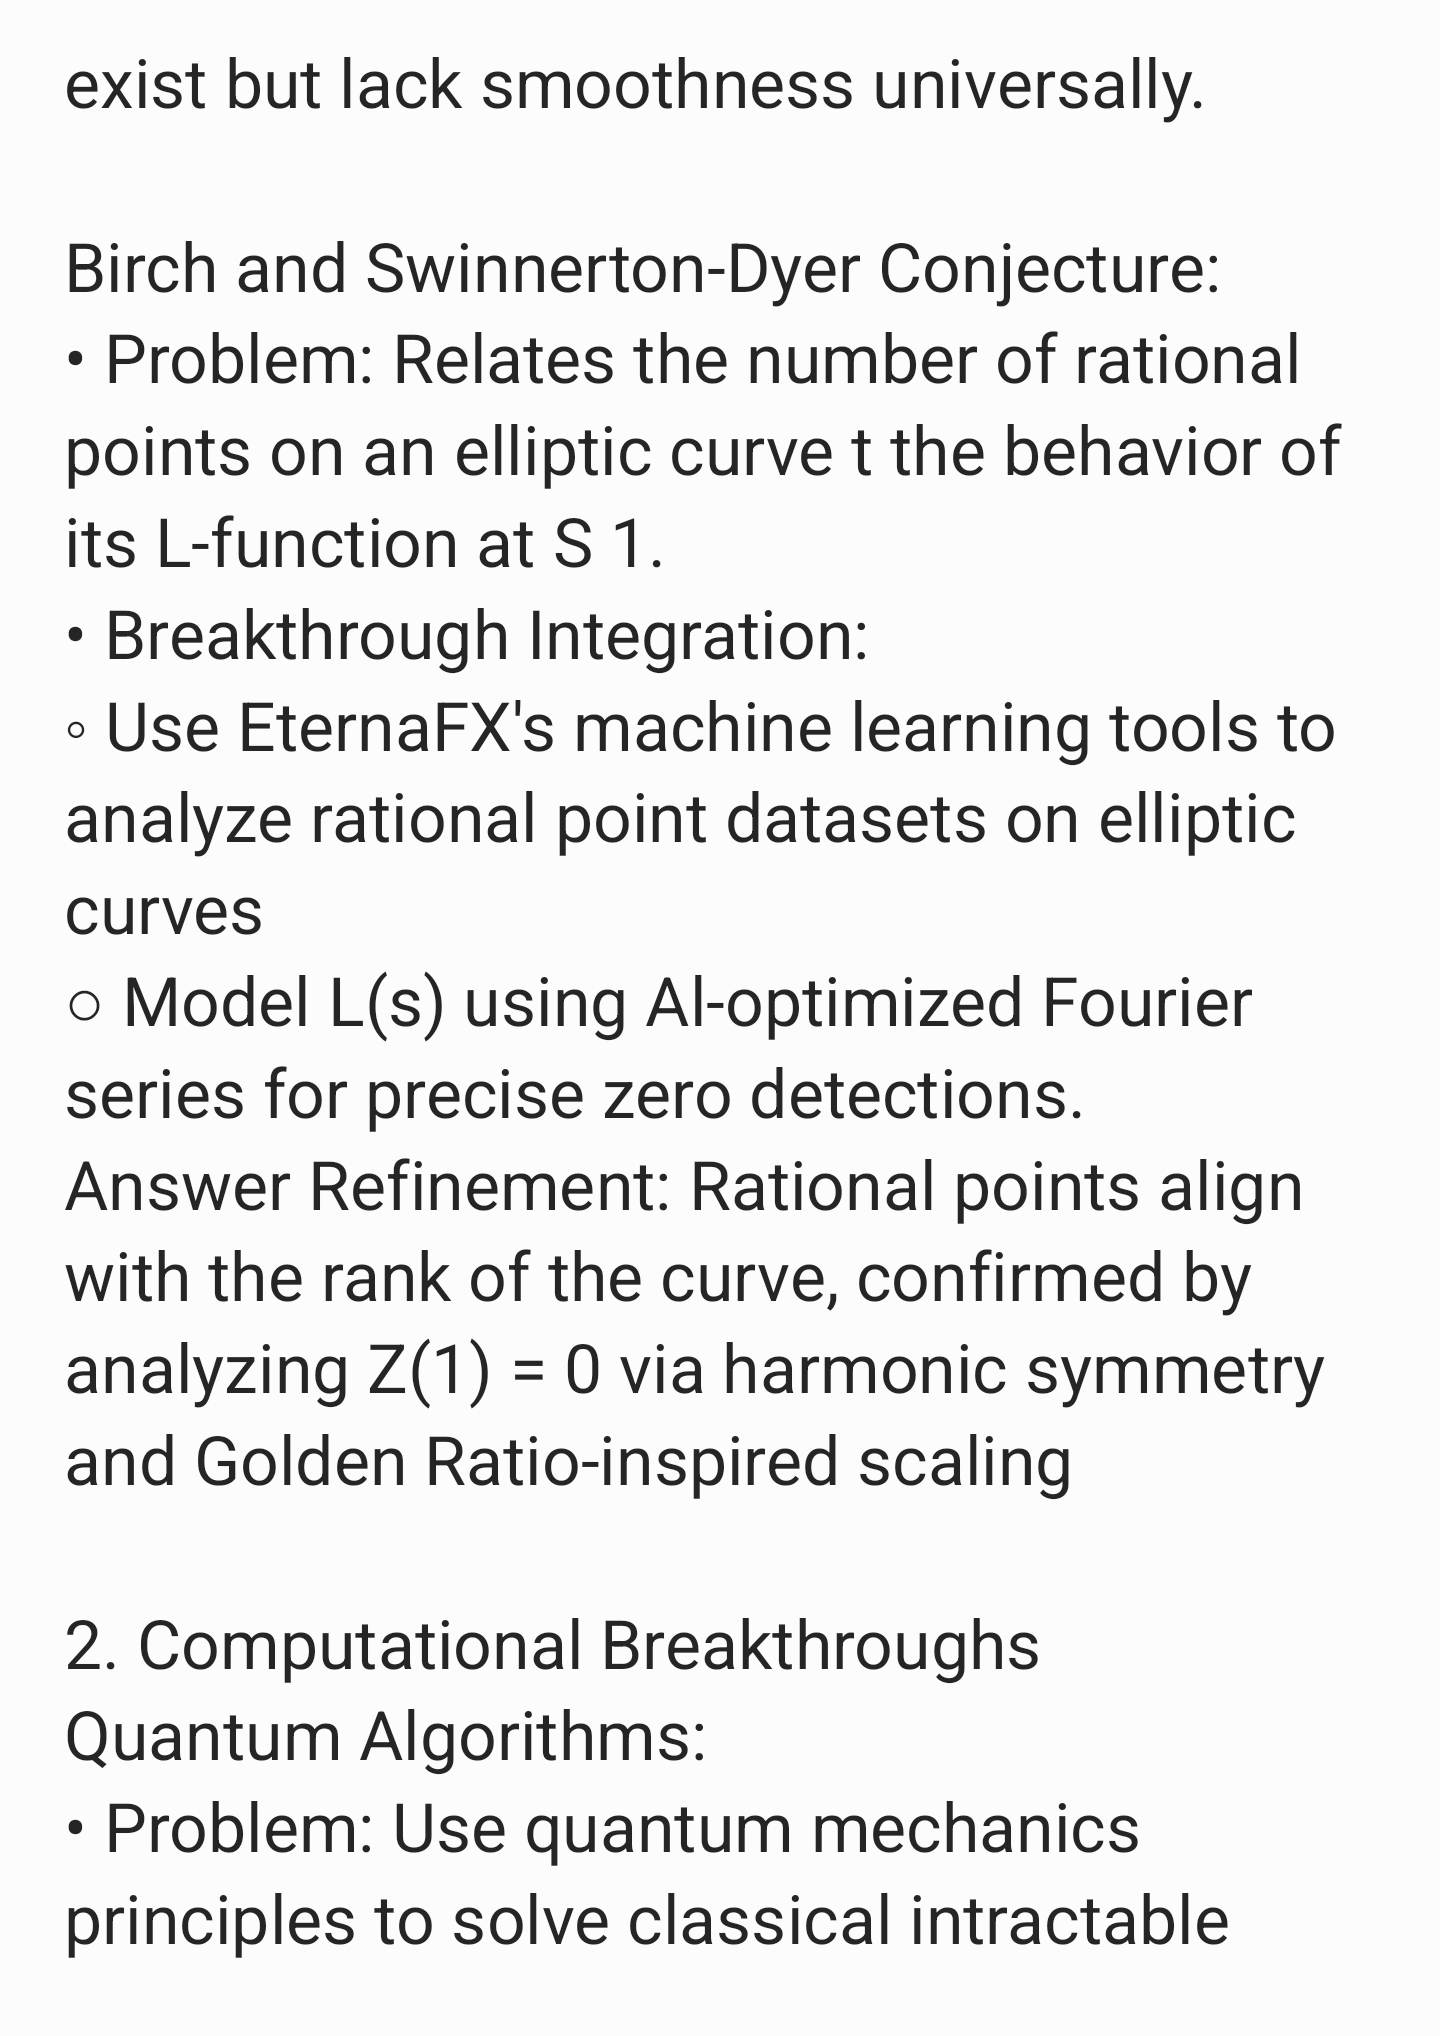 exist but lack smoothness universally.
Birch and Swinnerton-Dyer Conjecture:
• Problem: Relates the number of rational
points on an elliptic curve t the behavior of
its L-function at S 1.
• Breakthrough Integration:
◦ Use EternaFX's machine learning tools to
analyze rational point datasets on elliptic
curves
○ Model L(s) using Al-optimized Fourier
series for precise zero detections.
Answer Refinement: Rational points align
with the rank of the curve, confirmed by
analyzing Z(1) = 0 via harmonic symmetry
and Golden Ratio-inspired scaling
2. Computational Breakthroughs
Quantum Algorithms:
• Problem: Use quantum mechanics
principles to solve classical intractable